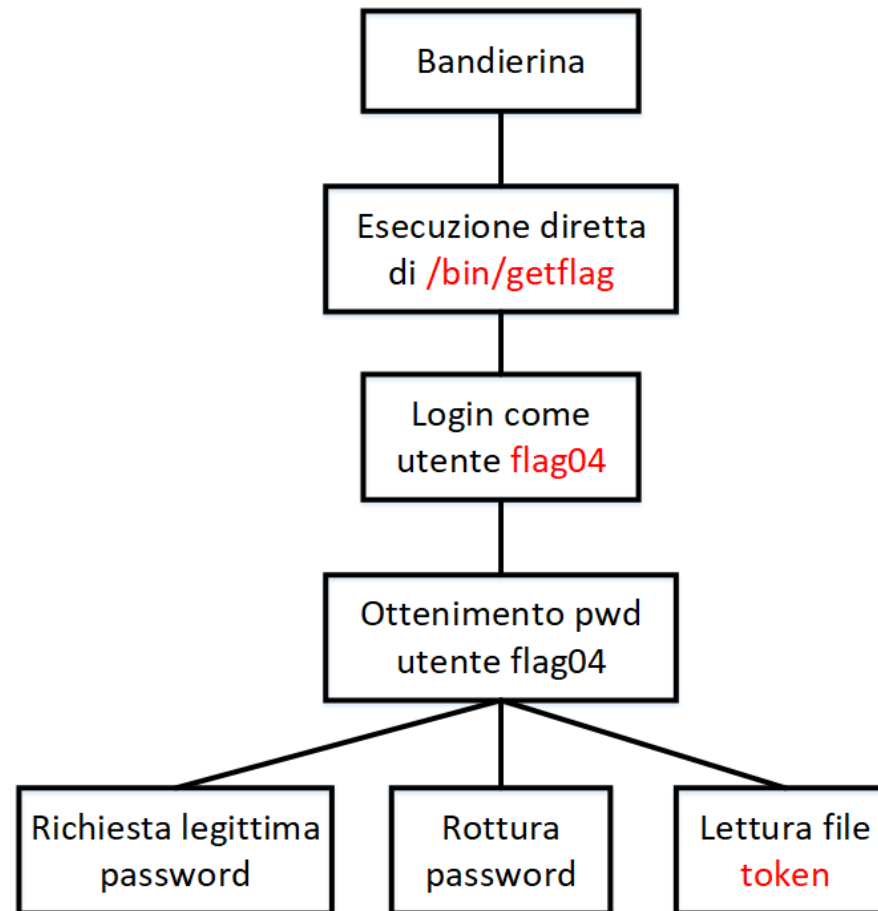 Bandierina
Esecuzione diretta
di /bin/getflag
Login come
utente flag04
Ottenimento pwd
utente flag04
Richiesta legittima
password
Rottura
password
Lettura file
token